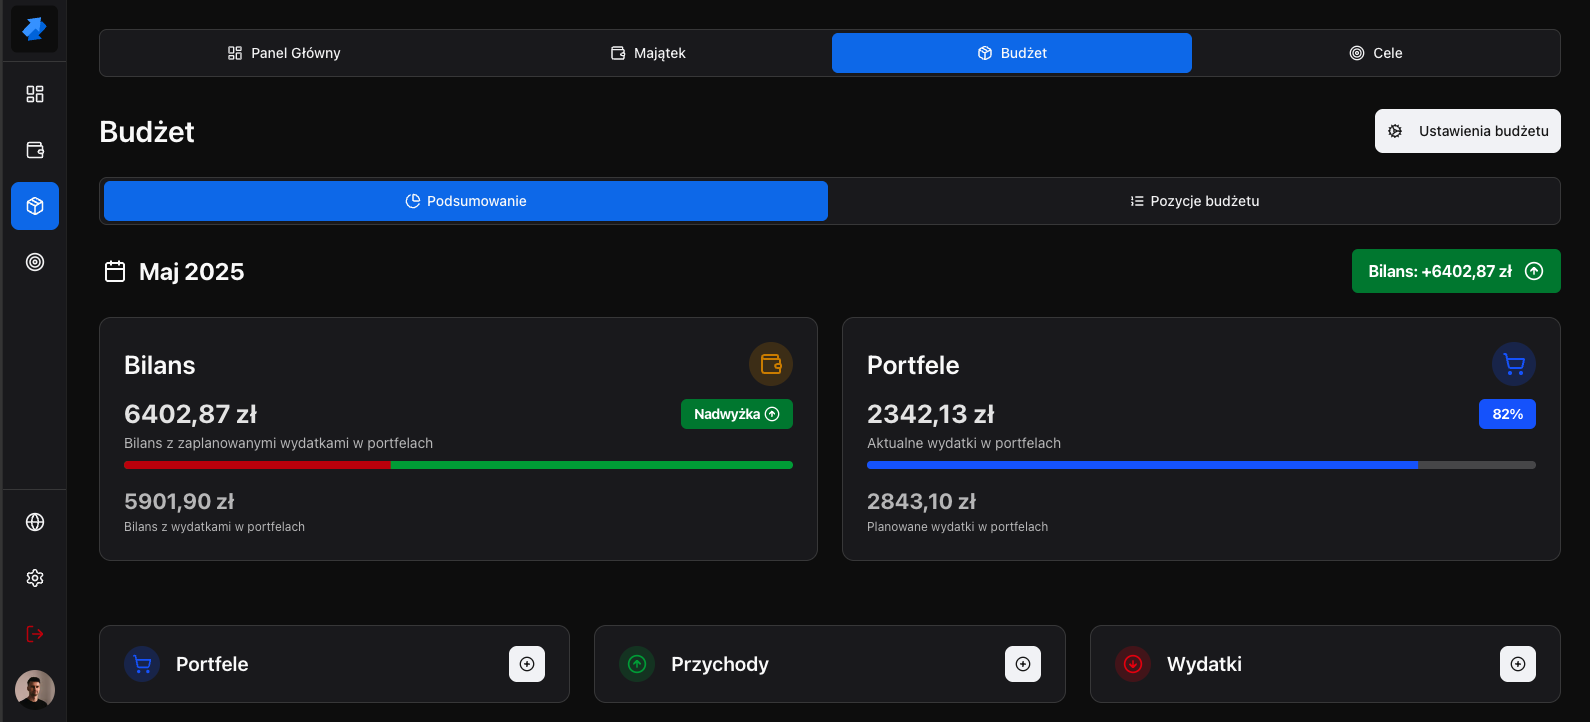 Panel Główny
Majątek
Budżet
Cele
Budżet
Ustawienia budżetu
Podsumowanie
Pozycje budżetu
Maj 2025
Bilans: +6402,87 zł
Bilans
6402,87 zł
Nadwyżka
Bilans z zaplanowanymi wydatkami w portfelach
5901,90 zł
Bilans z wydatkami w portfelach
Portfele
2342,13 zł
82%
Aktualne wydatki w portfelach
2843,10 zł
Planowane wydatki w portfelach
Portfele
Przychody
Wydatki